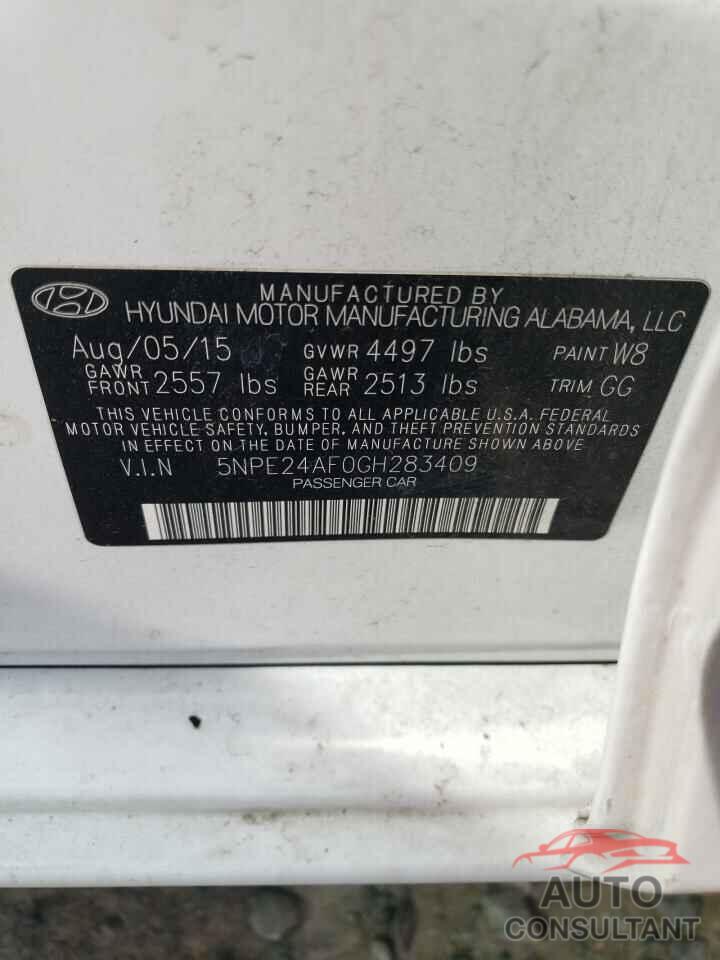 MANUFACTURED BY
HYUNDAI MOTOR MANUFACTURING ALABAMA, LLC
Aug/05/15 GVWR 4497 lbs PAINT W8
GAWR FRONT 2557 lbs GAWR REAR 2513 lbs TRIM GG
THIS VEHICLE CONFORMS TO ALL APPLICABLE U.S.A. FEDERAL
MOTOR VEHICLE SAFETY, BUMPER, AND THEFT PREVENTION STANDARDS
IN EFFECT ON THE DATE OF MANUFACTURE SHOWN ABOVE
V.I.N 5NPE24AF0GH283409
PASSENGER CAR
AUTO
CONSULTANT